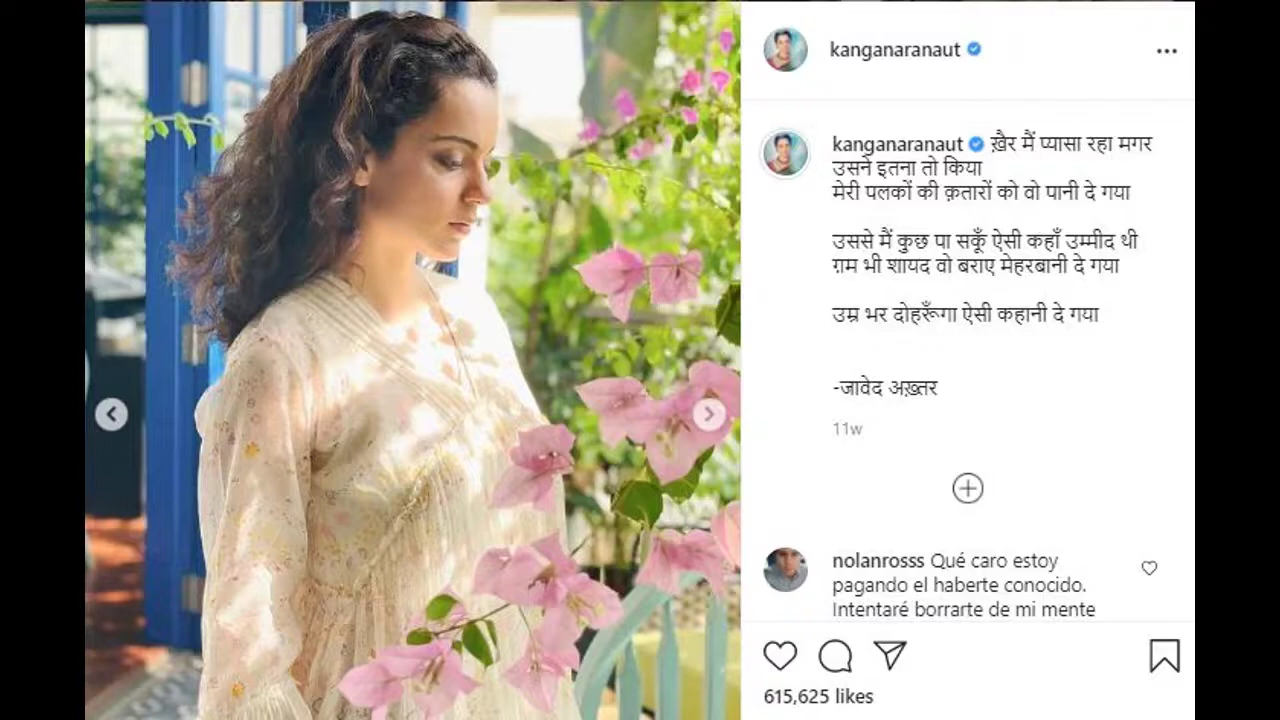 kanganaranaut
kanganaranaut ख़ैर मैं प्यासा रहा मगर
उसने इतना तो किया
मेरी पलकों की क़तारों को वो पानी दे गया
उससे मैं कुछ पा सकूँ ऐसी कहाँ उम्मीद थी
ग़म भी शायद वो बराए मेहरबानी दे गया
उम्र भर दोहरूँगा ऐसी कहानी दे गया
-जावेद अख़्तर
11w
nolanrosss Qué caro estoy
pagando el haberte conocido.
Intentaré borrarte de mi mente
615,625 likes